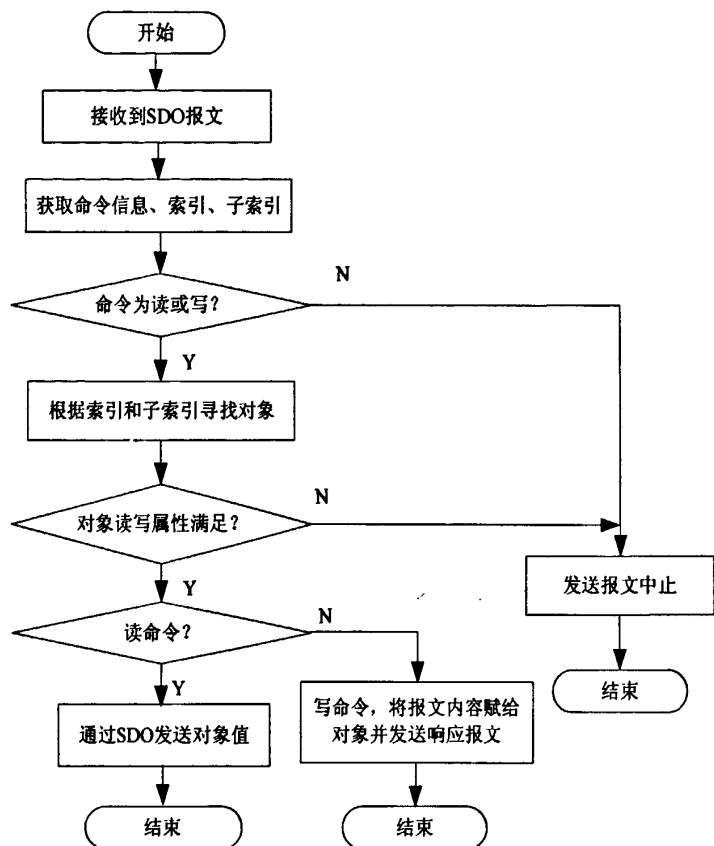 开始
接收到SDO报文
获取命令信息、索引、子索引
N
命令为读或写?
Y
根据索引和子索引寻找对象
N
对象读写属性满足?
发送报文中止
Y
N
读命令?
结束
Y
写命令，将报文内容赋给
对象并发送响应报文
通过SDO发送对象值
结束
结束